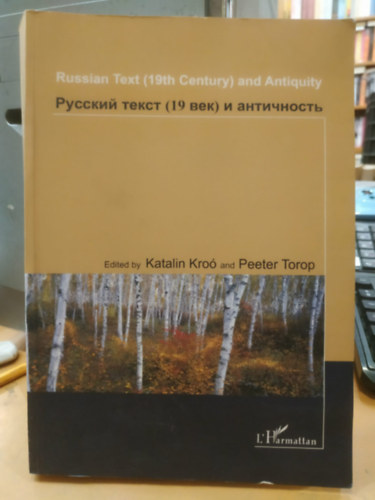 Russian Text (19th Century) and Antiquity
Русский текст (19 век) и античность
Edited by Katalin Kroó and Peeter Torop
L'Harmattan